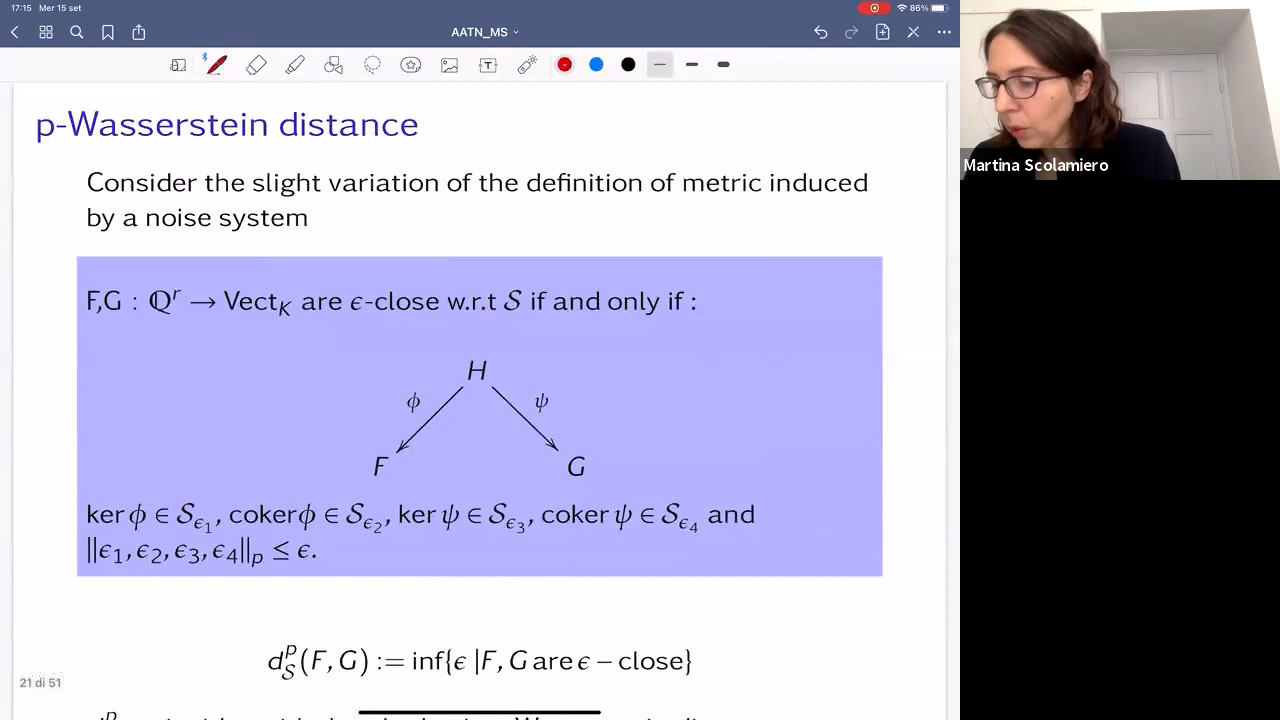 17:15 Mer 15 set
86%
AATN_MS
p-Wasserstein distance
Consider the slight variation of the definition of metric induced
by a noise system
F,G : ℚ^r → Vect_K are ϵ-close w.r.t 𝒮 if and only if :
H
ϕ ψ
F G
ker ϕ ∈ 𝒮_ϵ₁, cokerϕ ∈ 𝒮_ϵ₂, ker ψ ∈ 𝒮_ϵ₃, coker ψ ∈ 𝒮_ϵ₄ and
||ϵ₁, ϵ₂, ϵ₃, ϵ₄||_p ≤ ϵ.
d^p_𝒮(F, G) := inf{ϵ |F, G are ϵ − close}
21 di 51
Martina Scolamiero